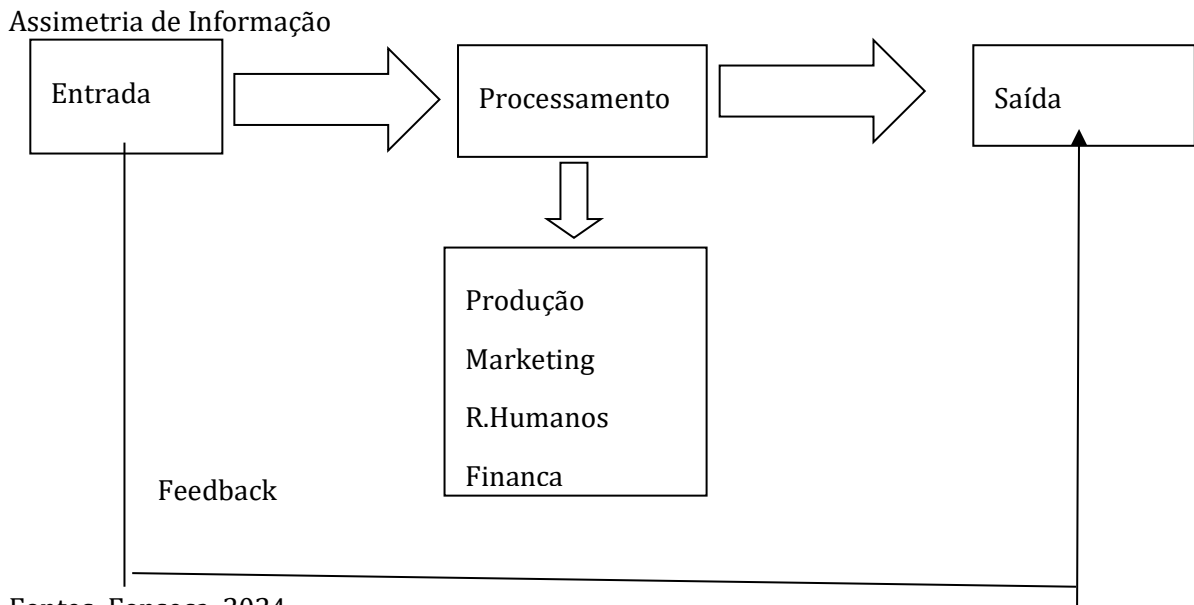 Assimetria de Informação
Entrada
Processamento
Saída
Produção
Marketing
R.Humanos
Financa
Feedback